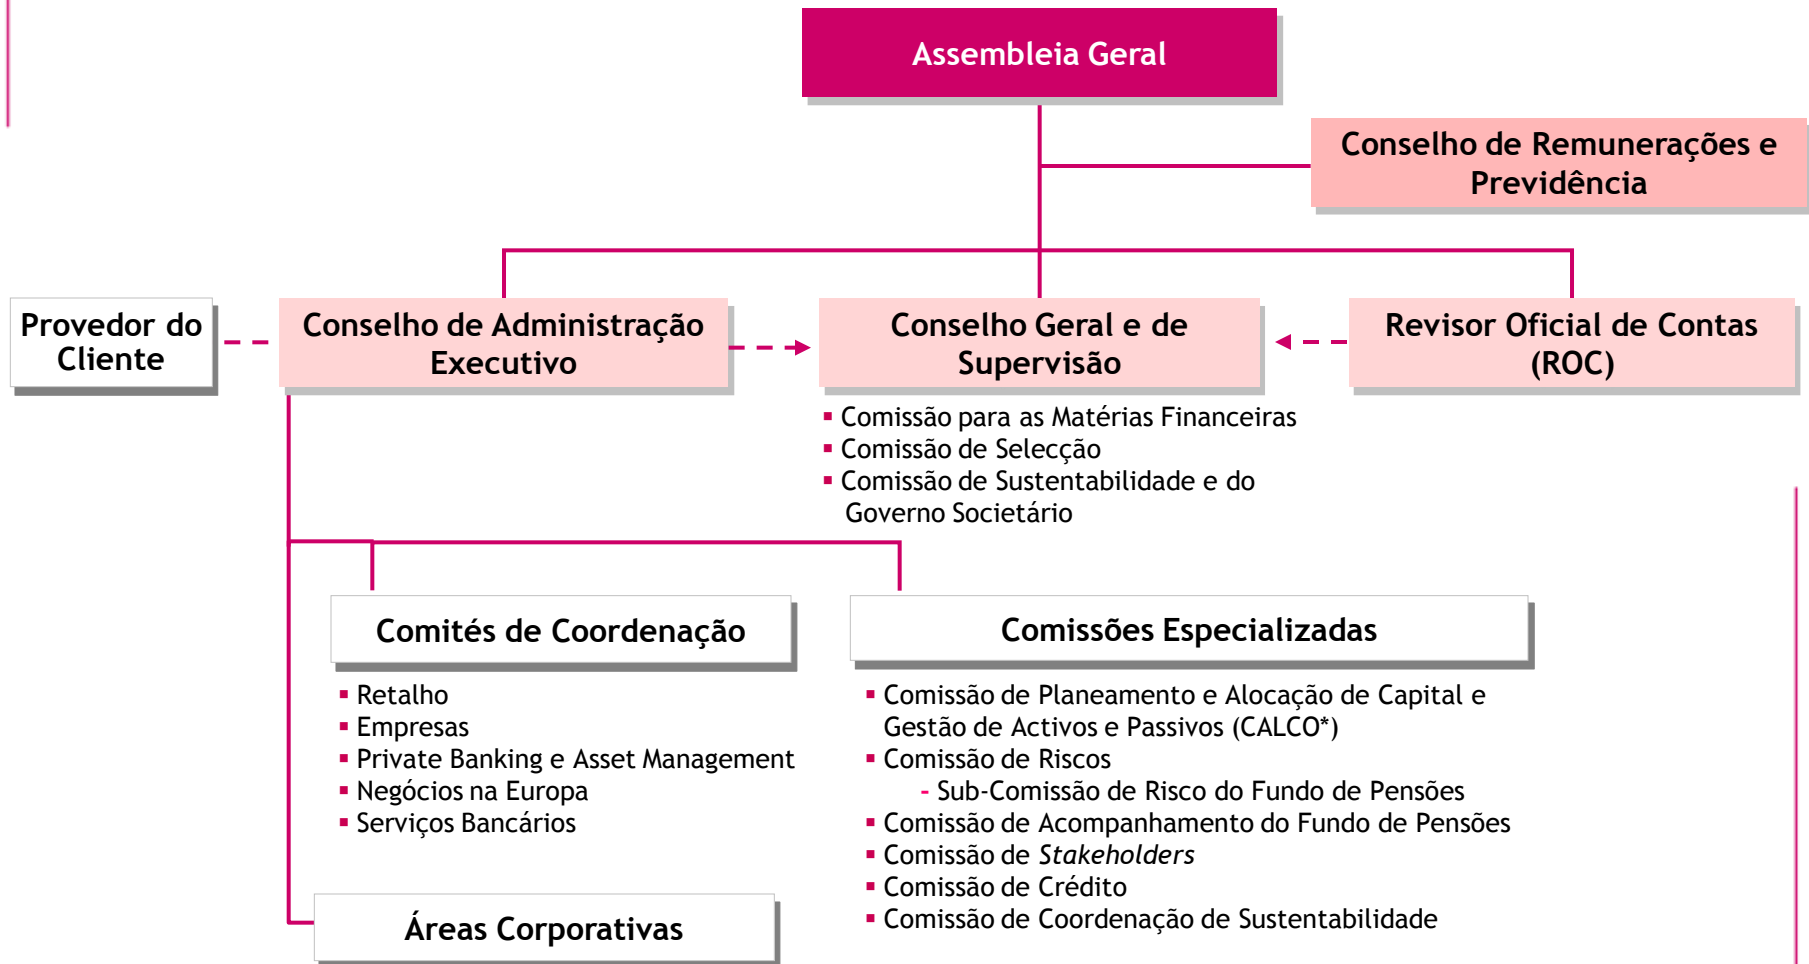 Assembleia Geral
Conselho de Remunerações e
Previdência
Provedor do
Cliente
Conselho de Administração
Executivo
Conselho Geral e de
Supervisão
Revisor Oficial de Contas
(ROC)
▪ Comissão para as Matérias Financeiras
▪ Comissão de Selecção
▪ Comissão de Sustentabilidade e do
Governo Societário
Comités de Coordenação
▪ Retalho
▪ Empresas
▪ Private Banking e Asset Management
▪ Negócios na Europa
▪ Serviços Bancários
Comissões Especializadas
▪ Comissão de Planeamento e Alocação de Capital e
Gestão de Activos e Passivos (CALCO*)
▪ Comissão de Riscos
- Sub-Comissão de Risco do Fundo de Pensões
▪ Comissão de Acompanhamento do Fundo de Pensões
▪ Comissão de Stakeholders
▪ Comissão de Crédito
▪ Comissão de Coordenação de Sustentabilidade
Áreas Corporativas